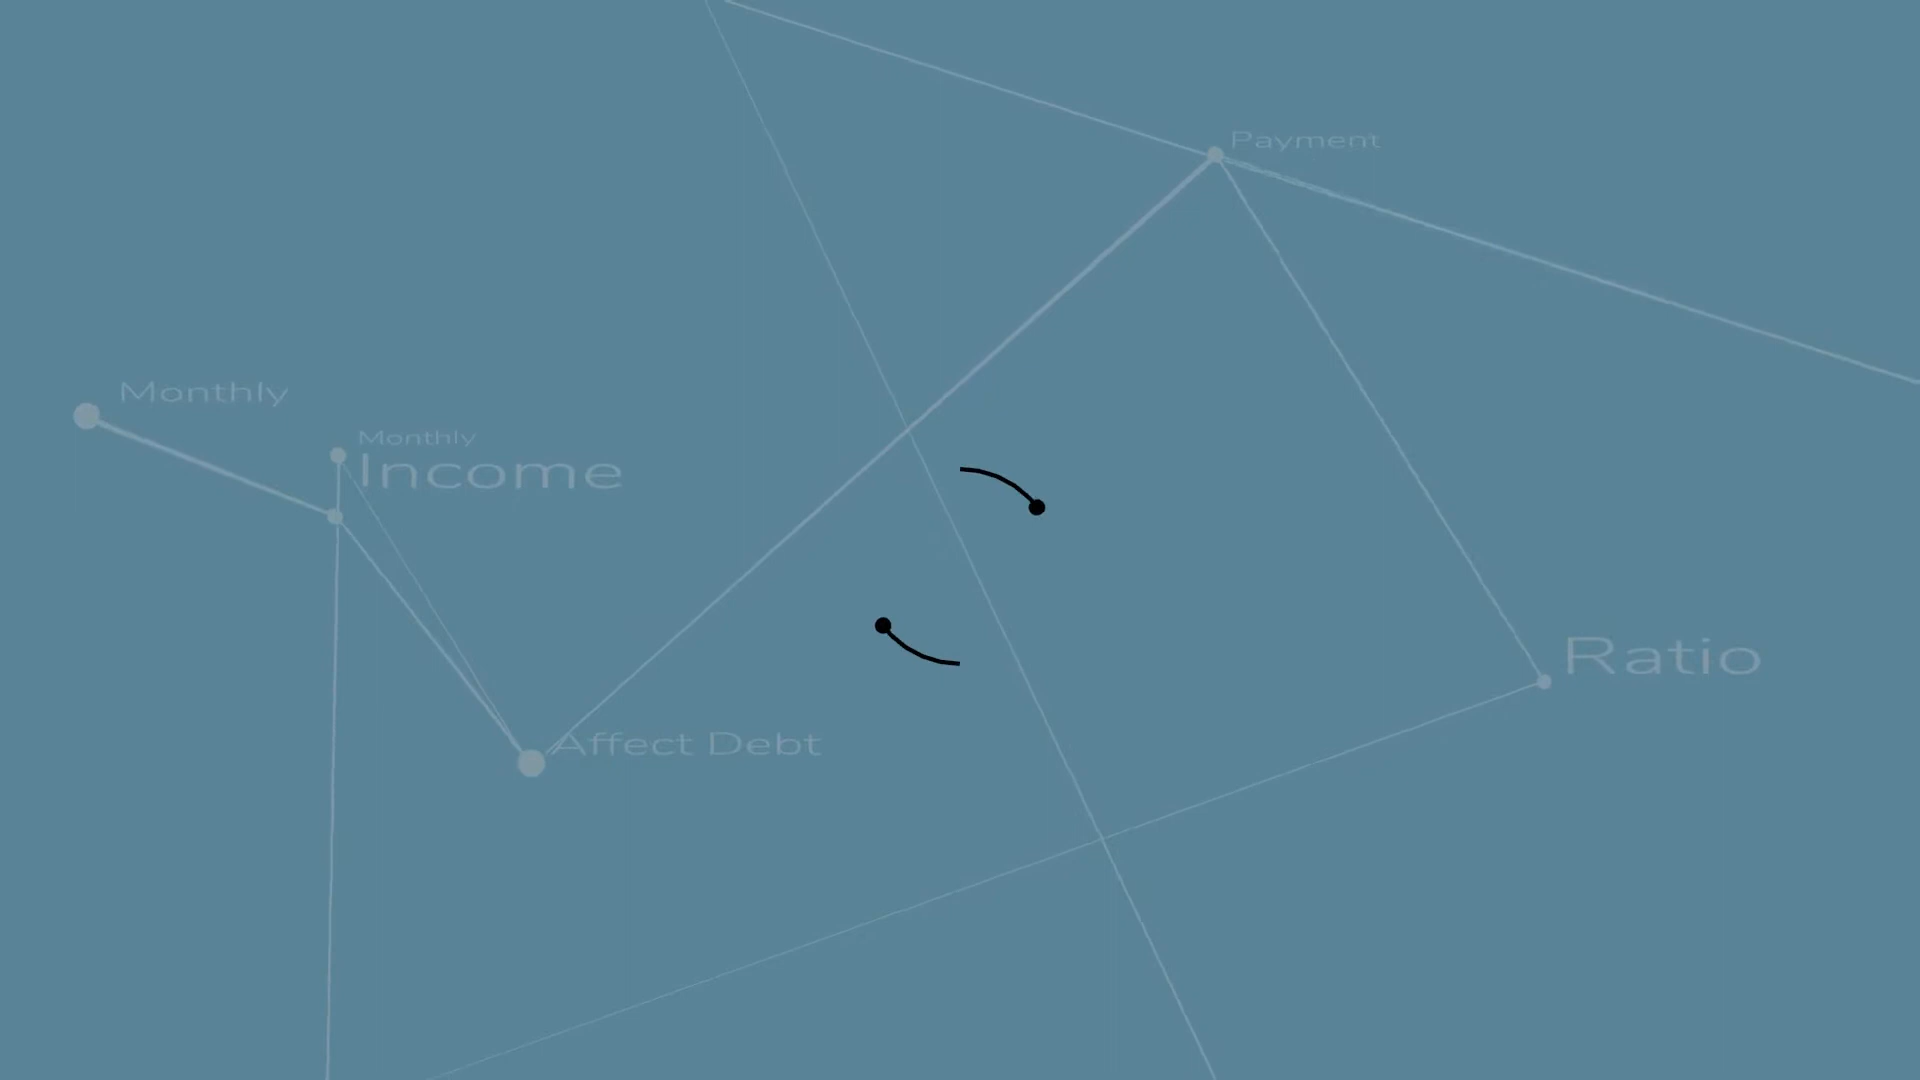 Payment
Monthly
Monthly
Income
Ratio
Affect Debt